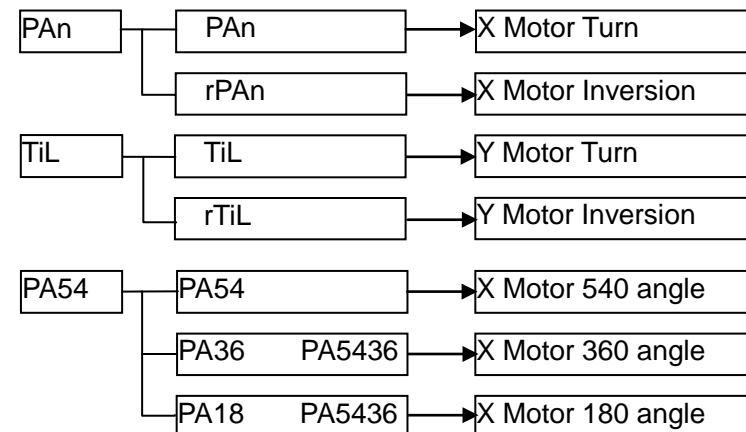 PAn PAn X Motor Turn
rPAn X Motor Inversion
TiL TiL Y Motor Turn
rTiL Y Motor Inversion
PA54 PA54 X Motor 540 angle
PA36 PA5436 X Motor 360 angle
PA18 PA5436 X Motor 180 angle